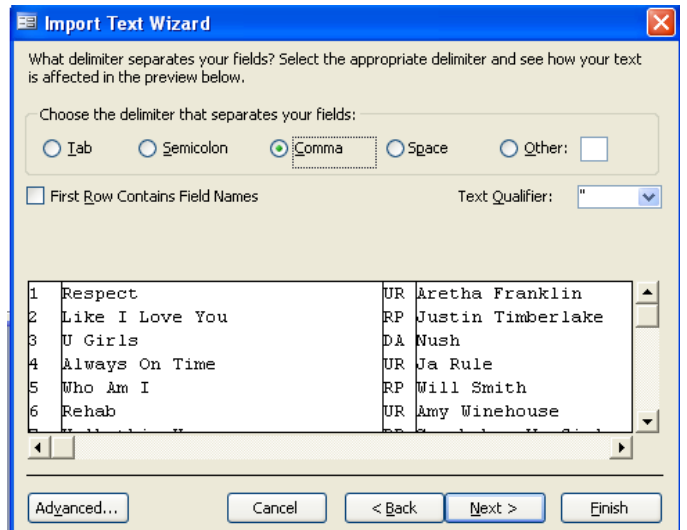 Import Text Wizard
What delimiter separates your fields? Select the appropriate delimiter and see how your text
is affected in the preview below.
Choose the delimiter that separates your fields:
Tab Semicolon Comma Space Other:
First Row Contains Field Names Text Qualifier: "
1 Respect UR Aretha Franklin
2 Like I Love You RP Justin Timberlake
3 U Girls DA Nush
4 Always On Time UR Ja Rule
5 Who Am I RP Will Smith
6 Rehab UR Amy Winehouse
Advanced... Cancel < Back Next > Finish